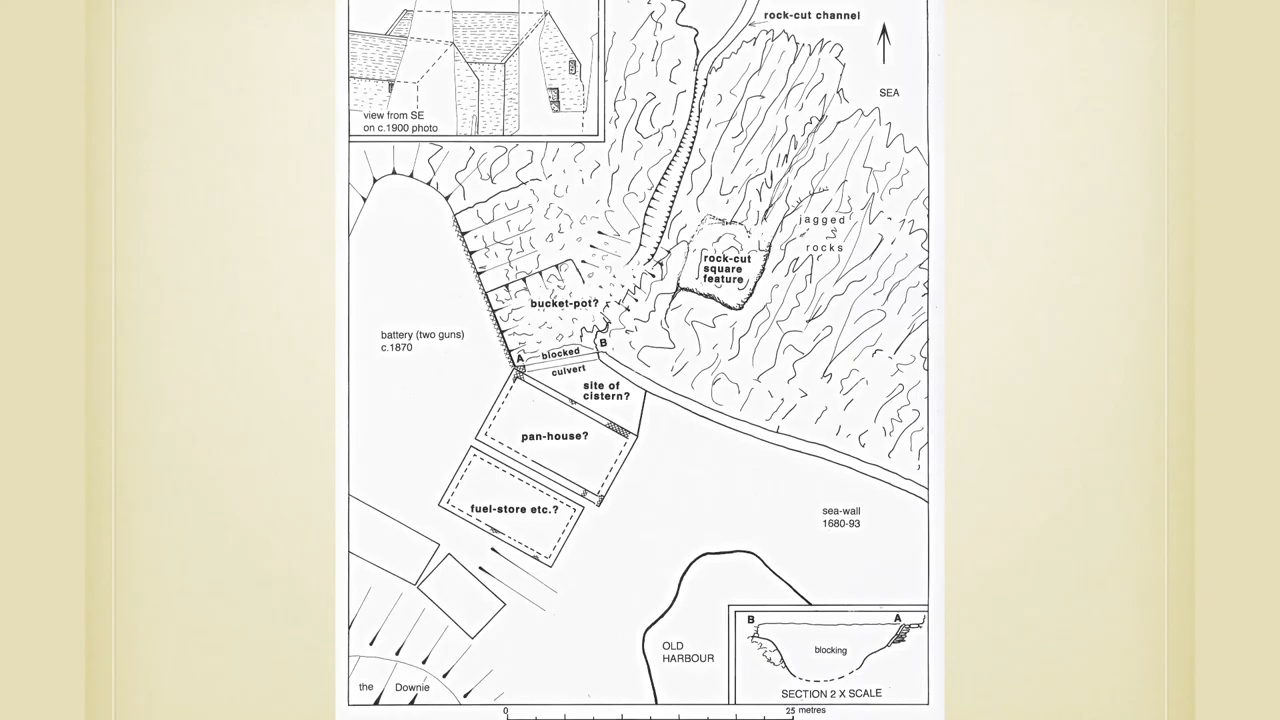 rock-cut channel
SEA
view from SE
on c.1900 photo
jagged
rocks
rock-cut
square
feature
bucket-pot?
battery (two guns)
c.1870
A
blocked
B
culvert
site of
cistern?
pan-house?
fuel-store etc.?
sea-wall
1680-93
OLD
HARBOUR
B
A
blocking
SECTION 2 X SCALE
the Downie
0
25 metres